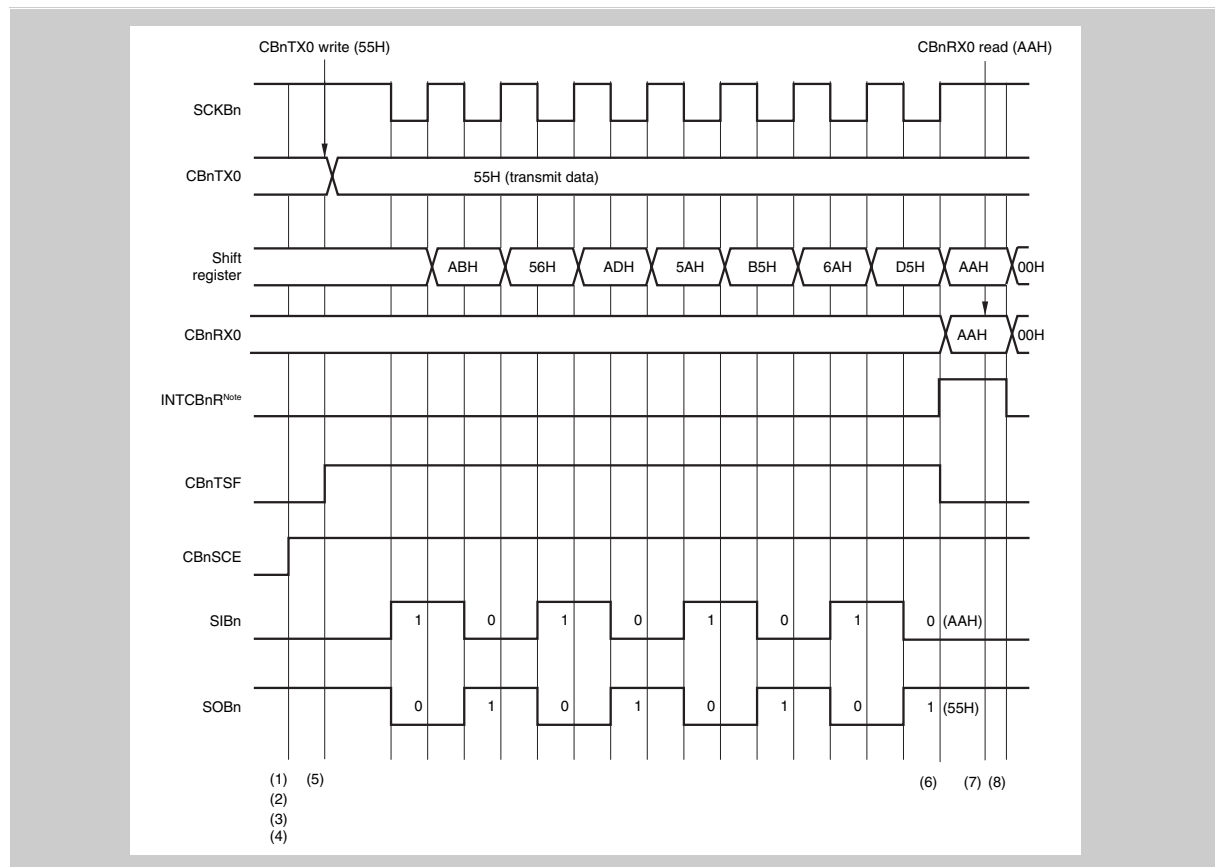 CBnTX0 write (55H) CBnRX0 read (AAH)
SCKBn
CBnTX0 55H (transmit data)
Shift register ABH 56H ADH 5AH B5H 6AH D5H AAH 00H
CBnRX0 AAH 00H
INTCBnRNote
CBnTSF
CBnSCE
SIBn 1 0 1 0 1 0 1 0 (AAH)
SOBn 0 1 0 1 0 1 0 1 (55H)
(1) (5) (6) (7) (8)
(2)
(3)
(4)